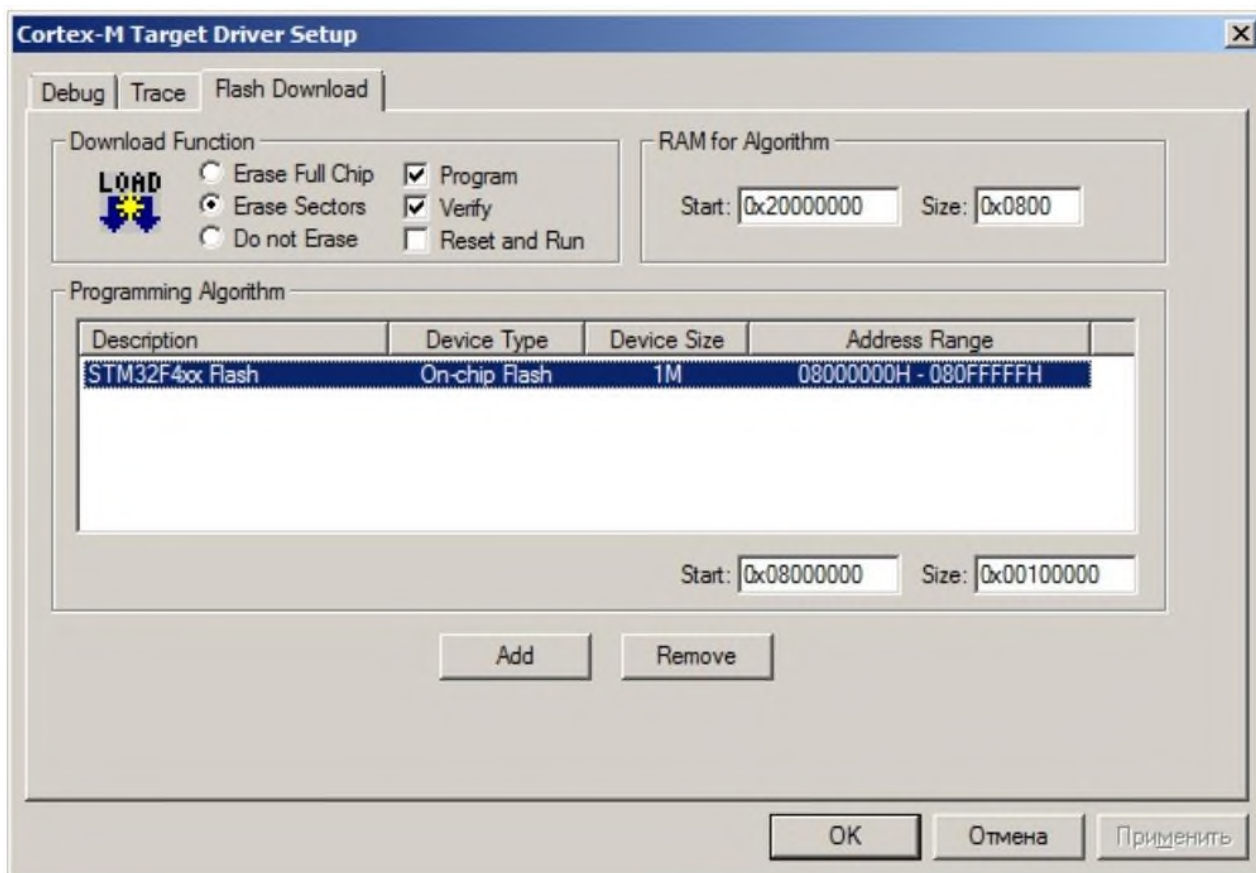 Cortex-M Target Driver Setup
Debug Trace Flash Download
Download Function
LOAD
Erase Full Chip
Erase Sectors
Do not Erase
Program
Verify
Reset and Run
RAM for Algorithm
Start: 0x20000000 Size: 0x0800
Programming Algorithm
Description Device Type Device Size Address Range
STM32F4xx Flash On-chip Flash 1M 08000000H - 080FFFFFH
Start: 0x08000000 Size: 0x00100000
Add Remove
OK Отмена Применить